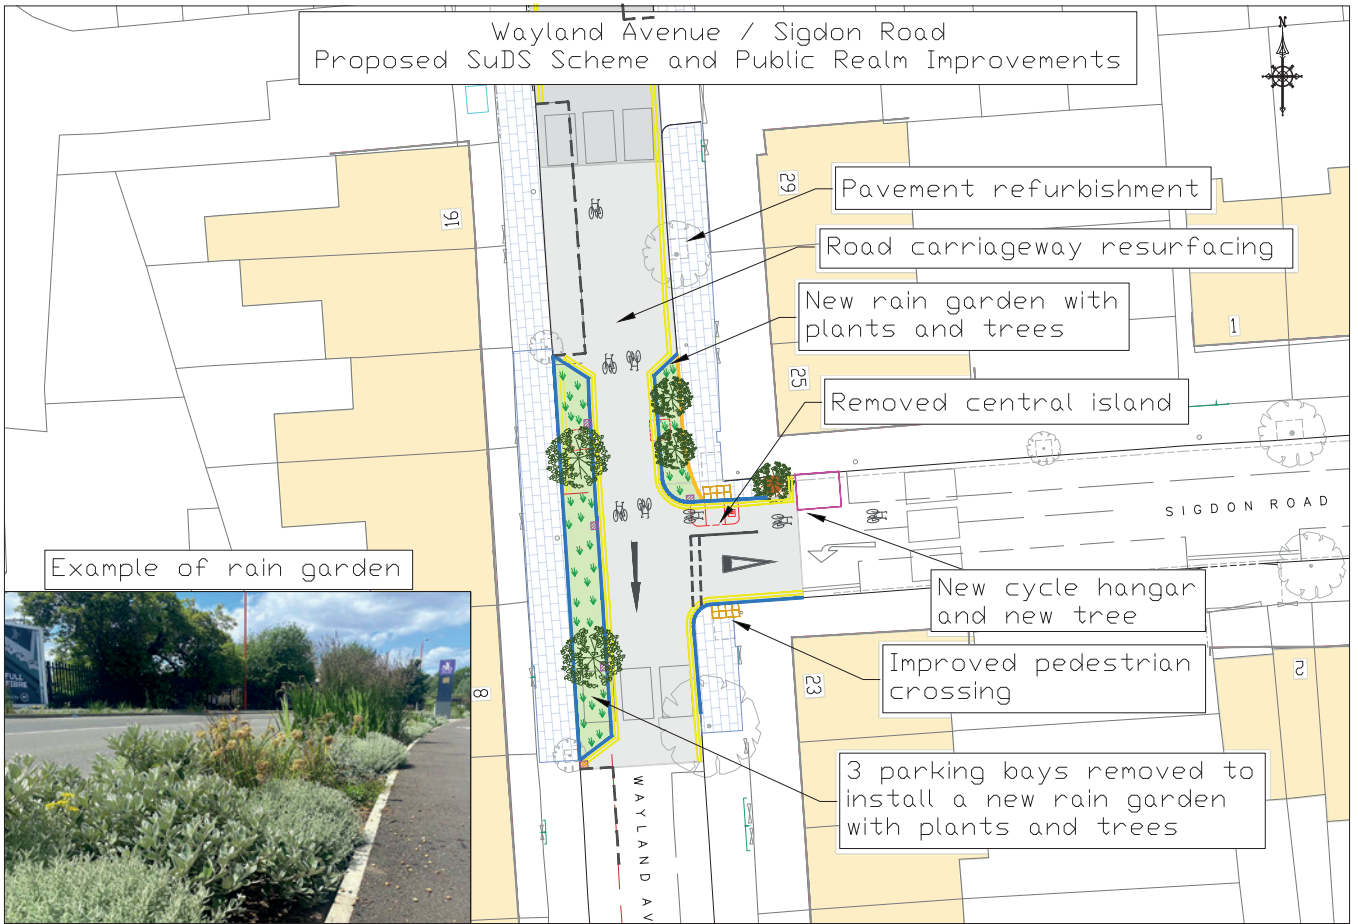 Wayland Avenue / Sigdon Road
Proposed SuDS Scheme and Public Realm Improvements
N
29
Pavement refurbishment
16
Road carriageway resurfacing
New rain garden with
plants and trees
1
25
Removed central island
SIGDON ROAD
Example of rain garden
New cycle hangar
and new tree
Improved pedestrian
crossing
2
23
8
3 parking bays removed to
install a new rain garden
with plants and trees
WAYLAND AV
FULL
FIBRE